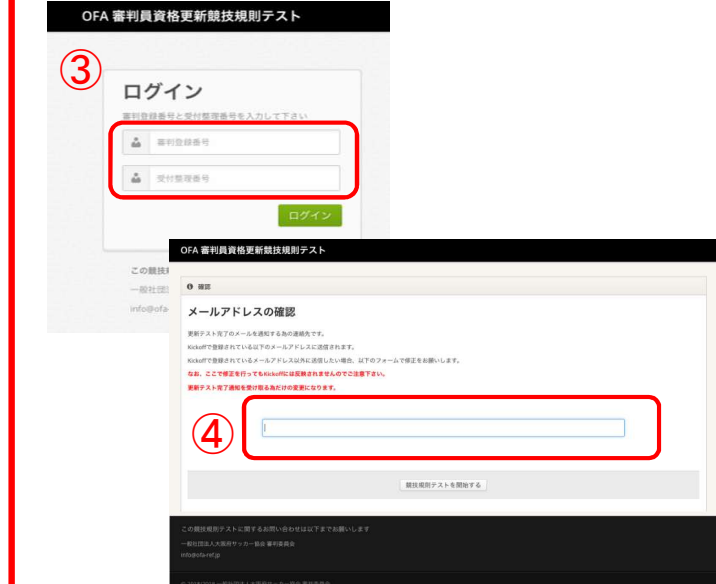 OFA 審判員資格更新競技規則テスト
③
ログイン
審判登録番号と受付整理番号を入力して下さい
審判登録番号
受付整理番号
ログイン
この競技
一般社団
info@ofa-
OFA 審判員資格更新競技規則テスト
確認
メールアドレスの確認
更新テスト完了のメールを通知する為の連絡先です。
Kickoffで登録されている以下のメールアドレスに送信されます。
Kickoffで登録されているメールアドレス以外に送信したい場合、以下のフォームで修正をお願いします。
なお、ここで修正を行ってもKickoffには反映されませんのでご注意下さい。
更新テスト完了通知を受け取る為だけの変更になります。
④
競技規則テストを開始する
この競技規則テストに関するお問い合わせは以下までお願いします
一般社団法人大阪府サッカー協会 審判委員会
info@ofa-ref.jp